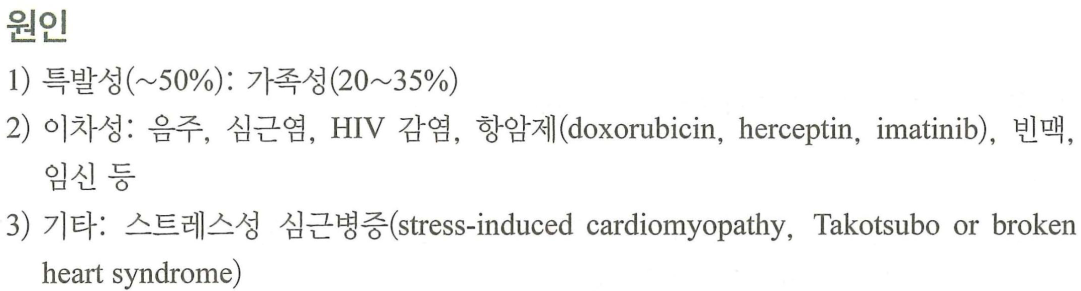 원인
1) 특발성(~50%): 가족성(20~35%)
2) 이차성: 음주, 심근염, HIV 감염, 항암제(doxorubicin, herceptin, imatinib), 빈맥,
임신 등
3) 기타: 스트레스성 심근병증(stress-induced cardiomyopathy, Takotsubo or broken
heart syndrome)